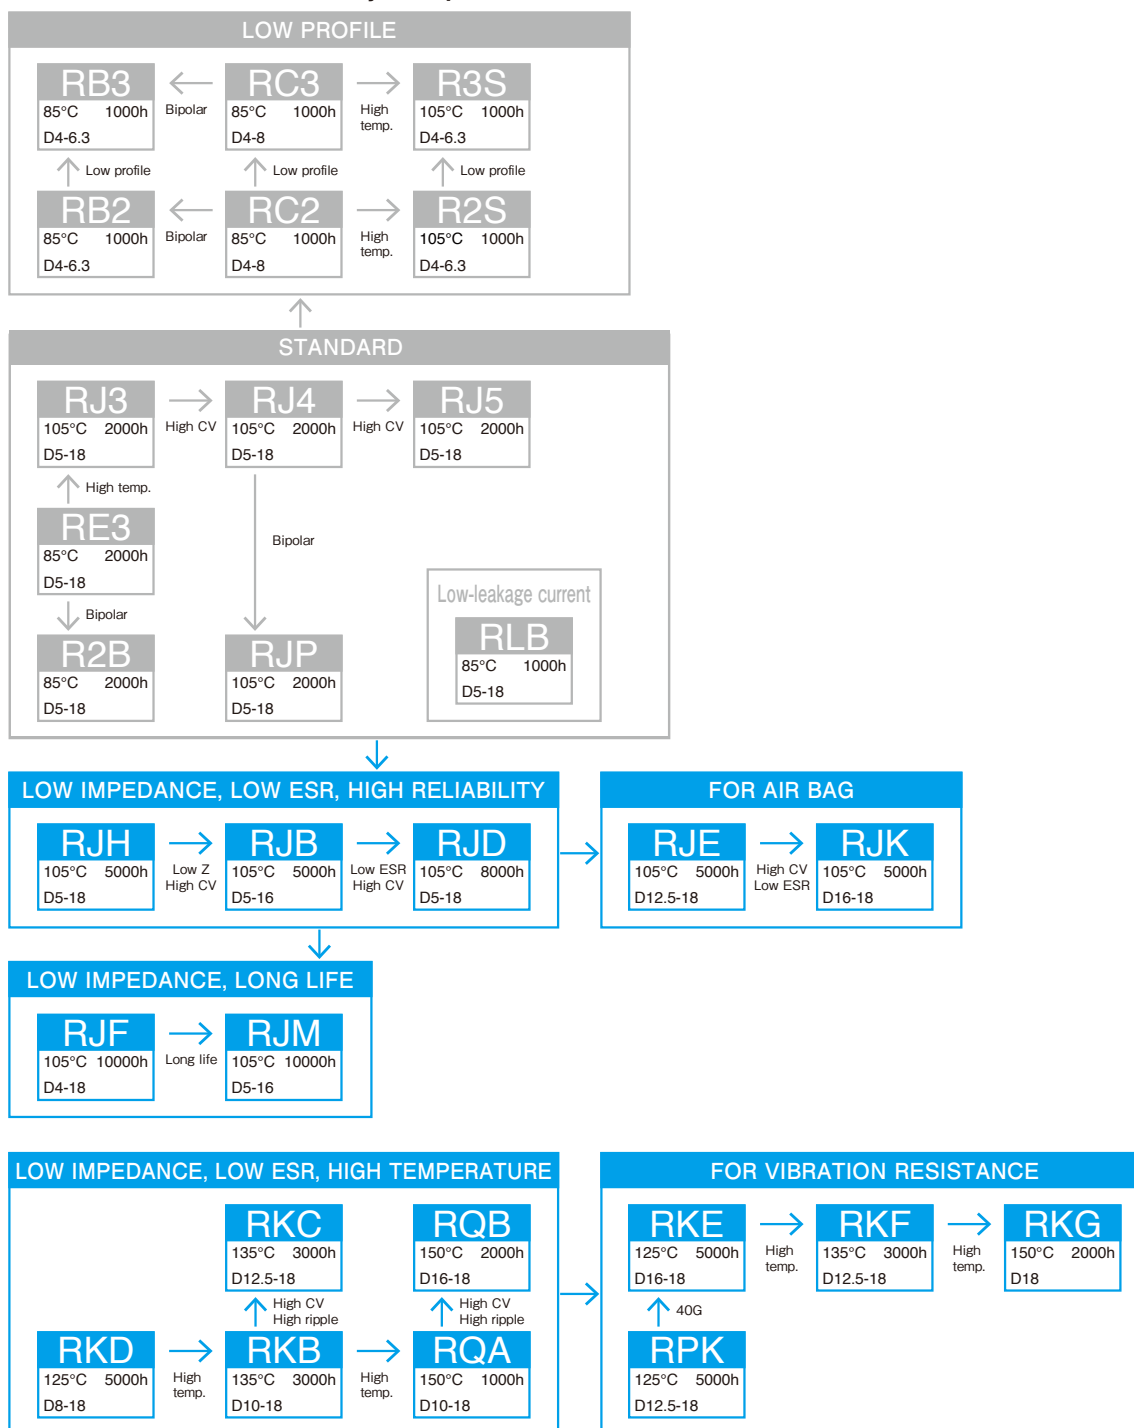 LOW PROFILE
RB3
85°C 1000h
D4-6.3
Bipolar
RC3
85°C 1000h
D4-8
High
temp.
R3S
105°C 1000h
D4-6.3
Low profile
Low profile
Low profile
RB2
85°C 1000h
D4-6.3
Bipolar
RC2
85°C 1000h
D4-8
High
temp.
R2S
105°C 1000h
D4-6.3
STANDARD
RJ3
105°C 2000h
D5-18
High CV
RJ4
105°C 2000h
D5-18
High CV
RJ5
105°C 2000h
D5-18
High temp.
RE3
85°C 2000h
D5-18
Bipolar
Bipolar
R2B
85°C 2000h
D5-18
RJP
105°C 2000h
D5-18
Low-leakage current
RLB
85°C 1000h
D5-18
LOW IMPEDANCE, LOW ESR, HIGH RELIABILITY
RJH
105°C 5000h
D5-18
Low Z
High CV
RJB
105°C 5000h
D5-16
Low ESR
High CV
RJD
105°C 8000h
D5-18
FOR AIR BAG
RJE
105°C 5000h
D12.5-18
High CV
Low ESR
RJK
105°C 5000h
D16-18
LOW IMPEDANCE, LONG LIFE
RJF
105°C 10000h
D4-18
Long life
RJM
105°C 10000h
D5-16
LOW IMPEDANCE, LOW ESR, HIGH TEMPERATURE
RKC
135°C 3000h
D12.5-18
RQB
150°C 2000h
D16-18
High CV
High ripple
High CV
High ripple
RKD
125°C 5000h
D8-18
High
temp.
RKB
135°C 3000h
D10-18
High
temp.
RQA
150°C 1000h
D10-18
FOR VIBRATION RESISTANCE
RKE
125°C 5000h
D16-18
High
temp.
RKF
135°C 3000h
D12.5-18
High
temp.
RKG
150°C 2000h
D18
40G
RPK
125°C 5000h
D12.5-18